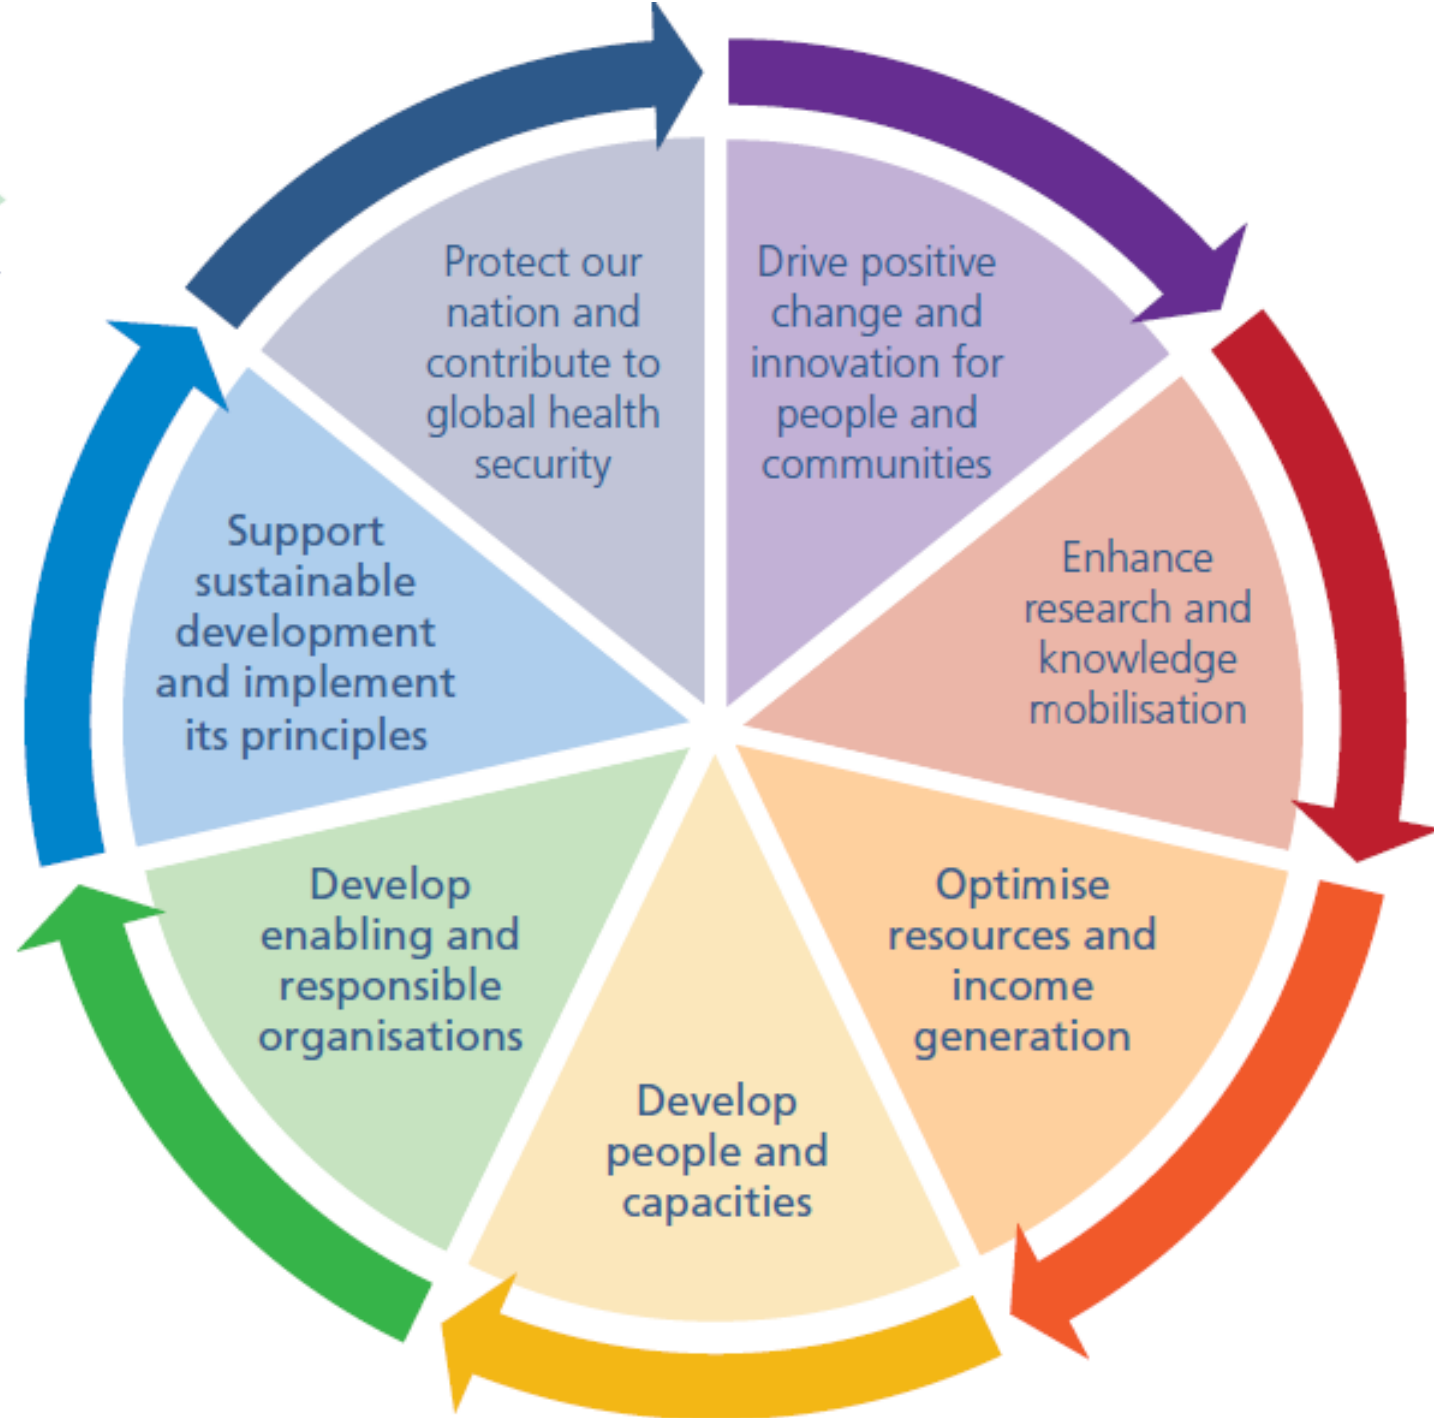 Protect our
nation and
contribute to
global health
security
Drive positive
change and
innovation for
people and
communities
Enhance
research and
knowledge
mobilisation
Optimise
resources and
income
generation
Develop
people and
capacities
Develop
enabling and
responsible
organisations
Support
sustainable
development
and implement
its principles